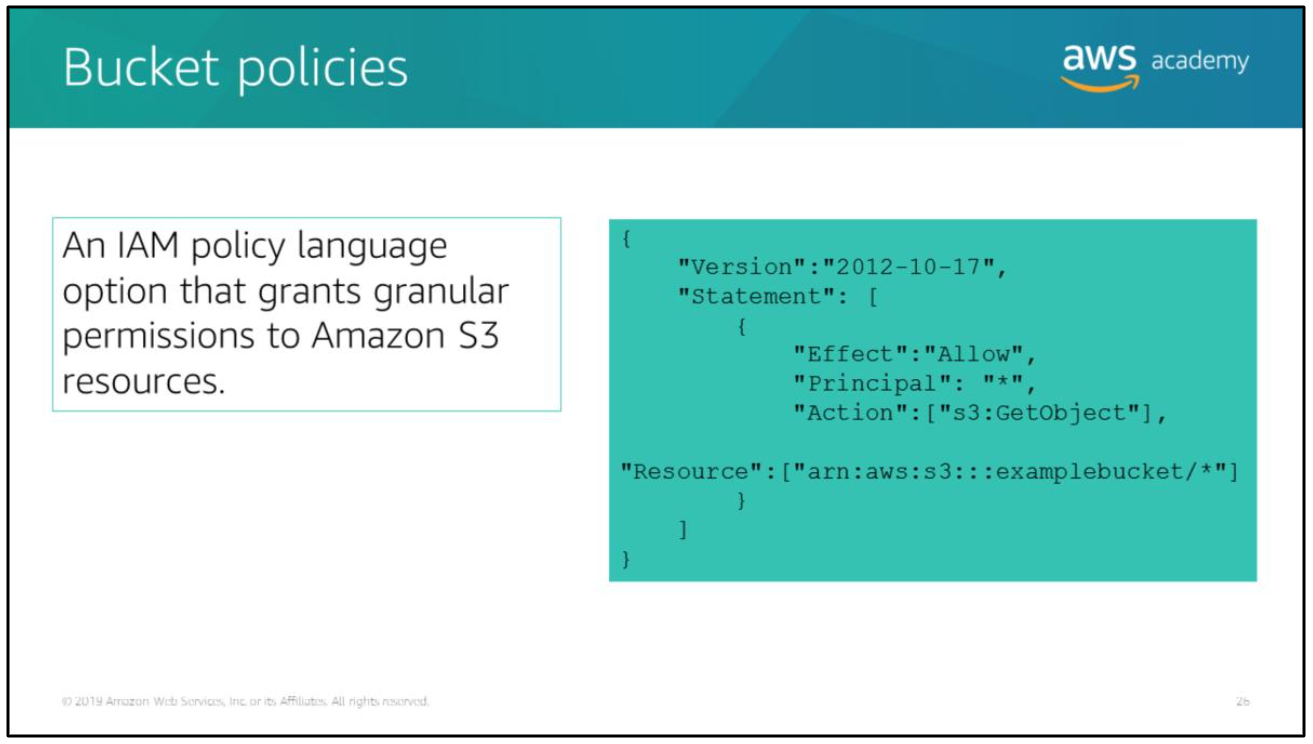 Bucket policies
aws academy
An IAM policy language
option that grants granular
permissions to Amazon S3
resources.
{
"Version":"2012-10-17",
"Statement": [
{
"Effect":"Allow",
"Principal": "*",
"Action":["s3:GetObject"],
"Resource":["arn:aws:s3:::examplebucket/*"]
}
]
}
© 2019 Amazon Web Services, Inc. or its Affiliates. All rights reserved.
26